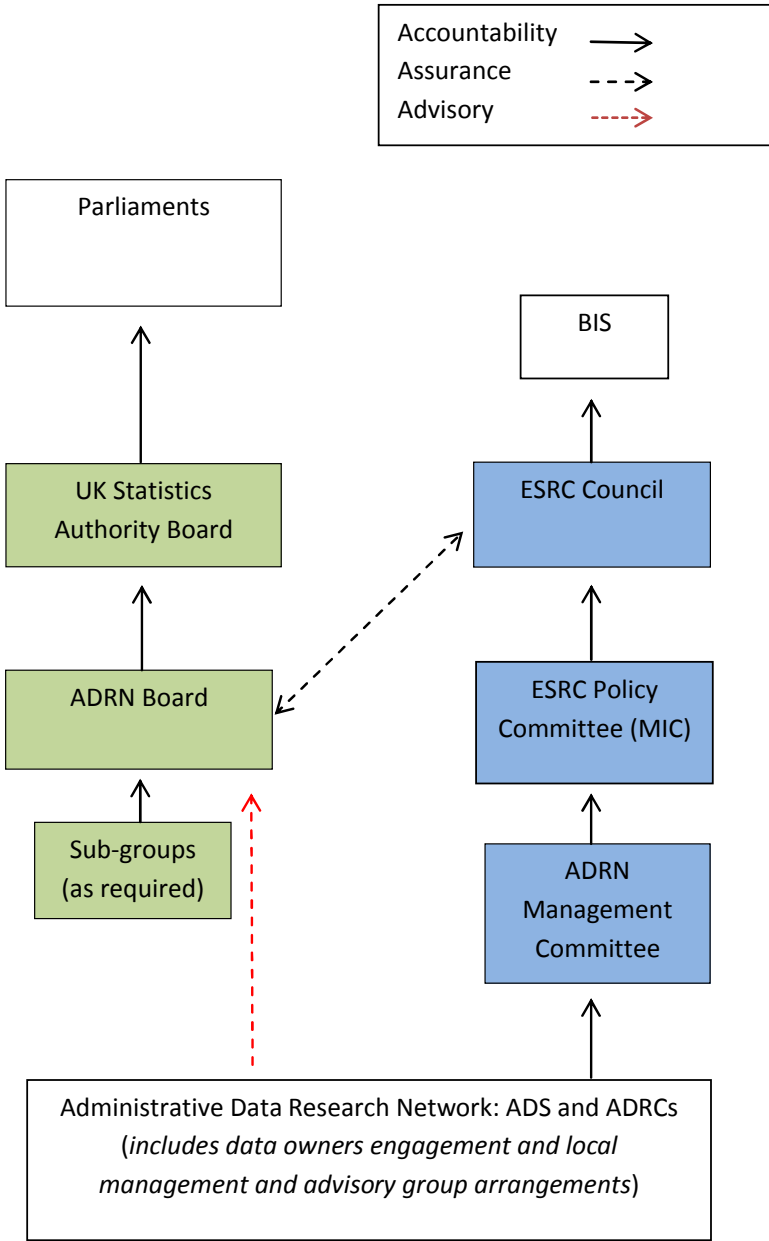 Accountability
Assurance
Advisory
Parliaments
BIS
UK Statistics
Authority Board
ESRC Council
ADRN Board
ESRC Policy
Committee (MIC)
Sub-groups
(as required)
ADRN
Management
Committee
Administrative Data Research Network: ADS and ADRCs
(includes data owners engagement and local
management and advisory group arrangements)